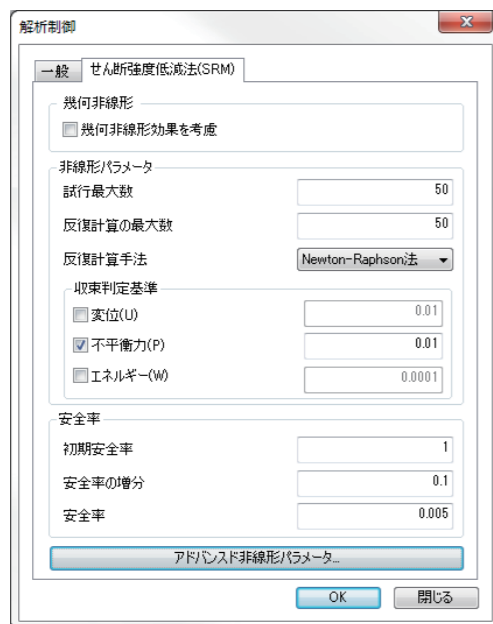 解析制御
一般 せん断強度低減法(SRM)
幾何非線形
幾何非線形効果を考慮
非線形パラメータ
試行最大数 50
反復計算の最大数 50
反復計算手法 Newton-Raphson法
収束判定基準
変位(U) 0.01
不平衡力(P) 0.01
エネルギー(W) 0.0001
安全率
初期安全率 1
安全率の増分 0.1
安全率 0.005
アドバンスド非線形パラメータ...
OK 閉じる